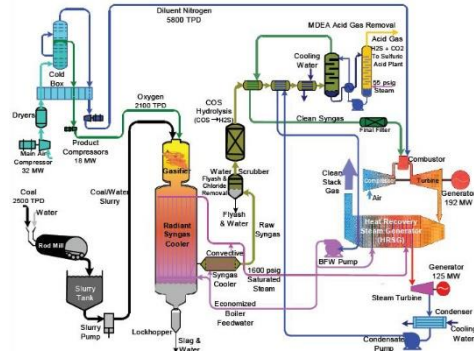 Diluent Nitrogen
5800 TPD
MDEA Acid Gas Removal
Acid Gas
H2S + CO2
To Sulfuric
Acid Plant
Cooling
Water
55 psig
Steam
Cold
Box
Oxygen
2100 TPD
COS
Hydrolysis
(COS → H2S)
Clean Syngas
Final Filter
Dryers
Main Air
Compressor
32 MW
Product
Compressors
18 MW
Gasifier
Water
Scrubber
Flyash &
Chloride
Removal
Flyash
& Water
Combustor
Compressor
Turbine
Air
Generator
192 MW
Clean
Stack
Gas
Coal
2500 TPD
Water
Coal/Water
Slurry
Rod Mill
Radiant
Syngas
Cooler
Raw Syngas
Heat Recovery
Steam Generator
(HRSG)
BFW Pump
Convective
Syngas
Cooler
1600 psig
Saturated
Steam
Generator
125 MW
Steam Turbine
Slurry
Tank
Slurry
Pump
Economized
Boiler
Feedwater
Condenser
Cooling
Water
Condensate
Pump
Lockhopper
Slag &
Water